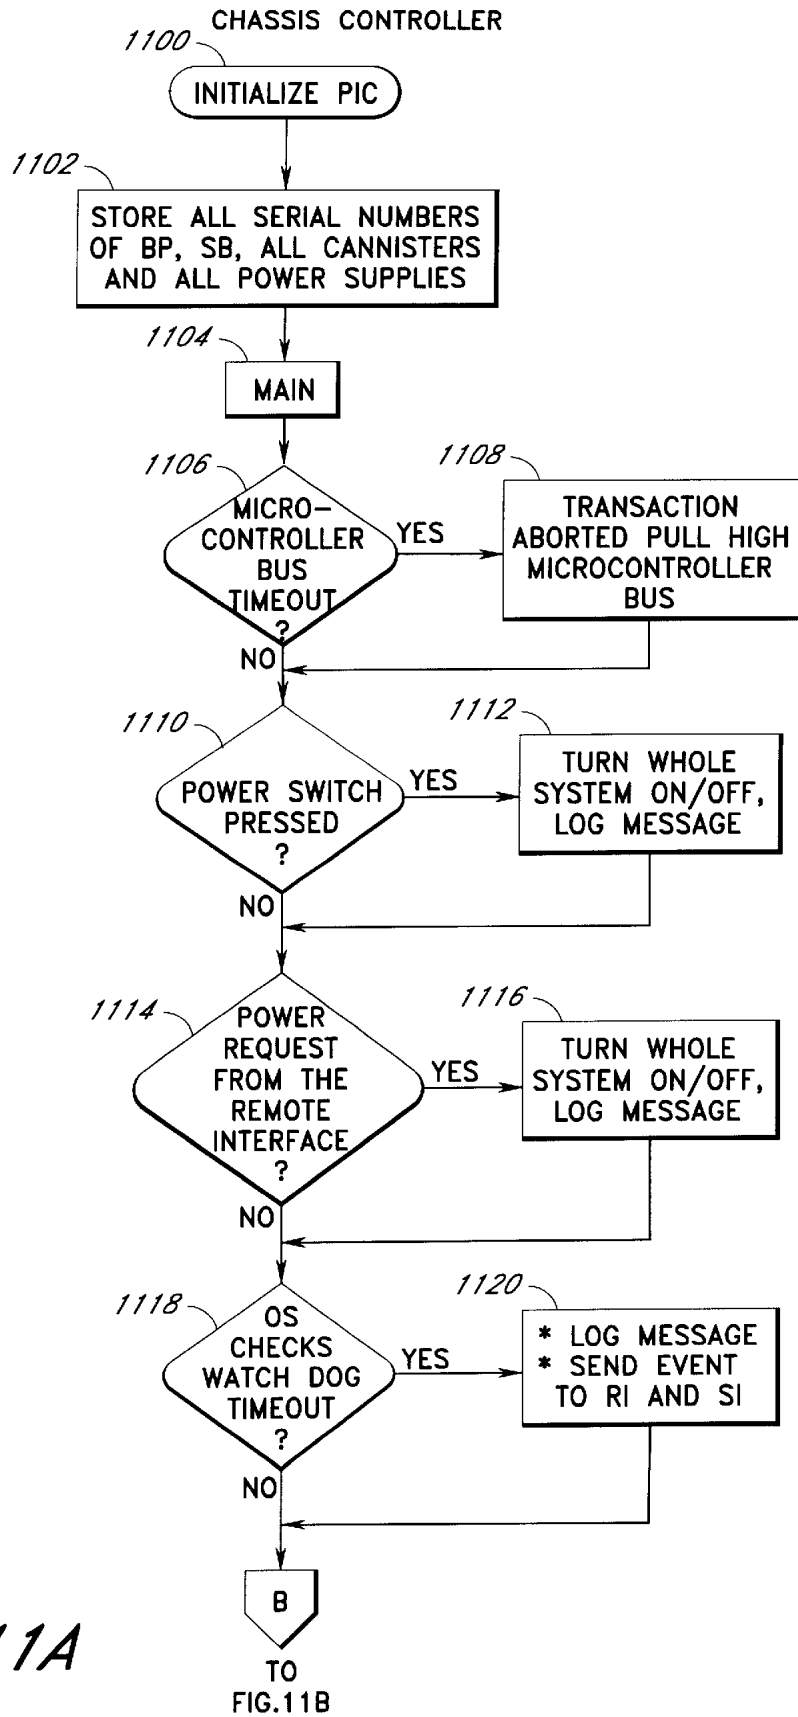 CHASSIS CONTROLLER
1100
INITIALIZE PIC
1102
STORE ALL SERIAL NUMBERS
OF BP, SB, ALL CANNISTERS
AND ALL POWER SUPPLIES
1104
MAIN
1106
MICRO-
CONTROLLER
BUS
TIMEOUT
?
YES
NO
1108
TRANSACTION
ABORTED PULL HIGH
MICROCONTROLLER
BUS
1110
POWER SWITCH
PRESSED
?
YES
NO
1112
TURN WHOLE
SYSTEM ON/OFF,
LOG MESSAGE
1114
POWER
REQUEST
FROM THE
REMOTE
INTERFACE
?
YES
NO
1116
TURN WHOLE
SYSTEM ON/OFF,
LOG MESSAGE
1118
OS
CHECKS
WATCH DOG
TIMEOUT
?
YES
NO
1120
* LOG MESSAGE
* SEND EVENT
TO RI AND SI
B
TO
FIG.11B
11A